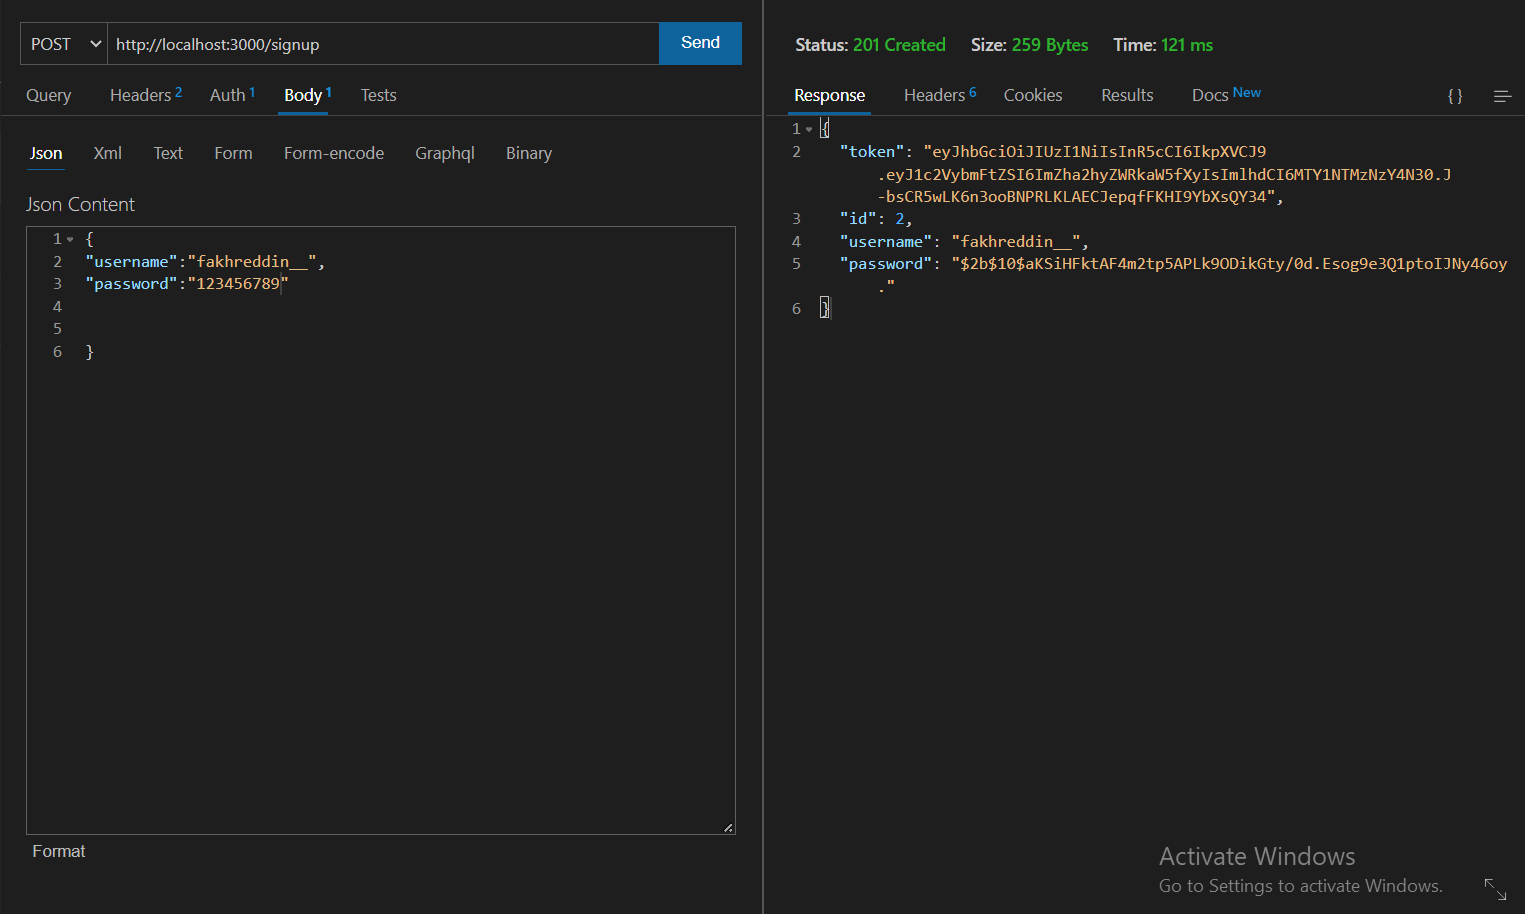 POST http://localhost:3000/signup Send
Query Headers 2 Auth 1 Body 1 Tests
Json Xml Text Form Form-encode Graphql Binary
Json Content
1 {
2 "username":"fakhreddin__",
3 "password":"123456789"
4
5
6 }
Format
Status: 201 Created Size: 259 Bytes Time: 121 ms
Response Headers 6 Cookies Results Docs New { }
1 {
2 "token": "eyJhbGciOiJIUzI1NiIsInR5cCI6IkpXVCJ9
.eyJ1c2VybmFtZSI6ImZha2hyZWRkaW5fXyIsImlhdCI6MTY1NTMzNzY4N30.J
-bsCR5wLK6n3ooBNPRLKLAECJepqfFKHI9YbXsQY34",
3 "id": 2,
4 "username": "fakhreddin__",
5 "password": "$2b$10$aKSiHFktAF4m2tp5APLk9ODikGty/0d.Esog9e3Q1ptoIJNy46oy
."
6 }
Activate Windows
Go to Settings to activate Windows.